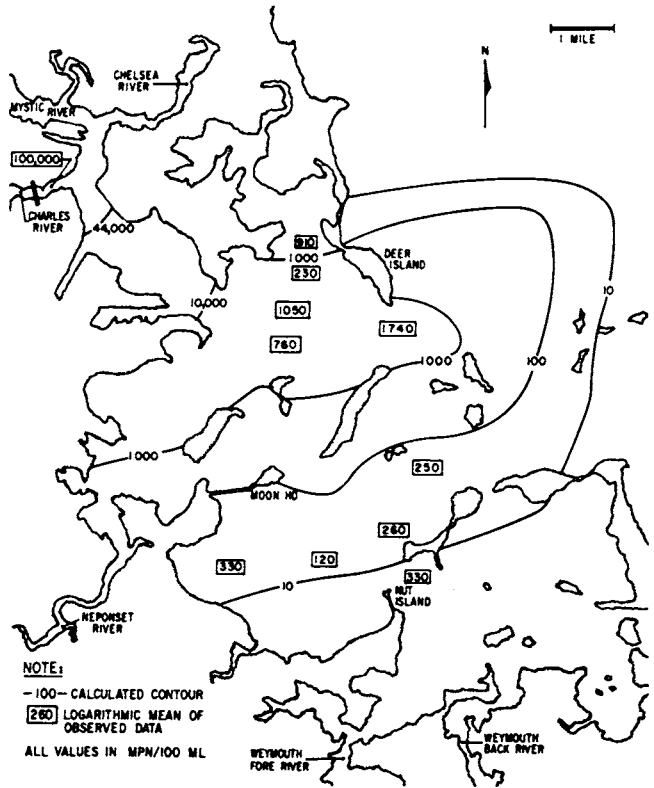 1 MILE
N
CHELSEA
RIVER
MYSTIC RIVER
100,000
CHARLES
RIVER
44,000
910
1000
230
DEER
ISLAND
10,000
1050
10
1740
760
1000
100
1000
250
MOON HD
260
330
120
330
10
NUT
ISLAND
NEPONSET
RIVER
NOTE:
-100- CALCULATED CONTOUR
260 LOGARITHMIC MEAN OF
OBSERVED DATA
ALL VALUES IN MPN/100 ML
WEYMOUTH
FORE RIVER
WEYMOUTH
BACK RIVER